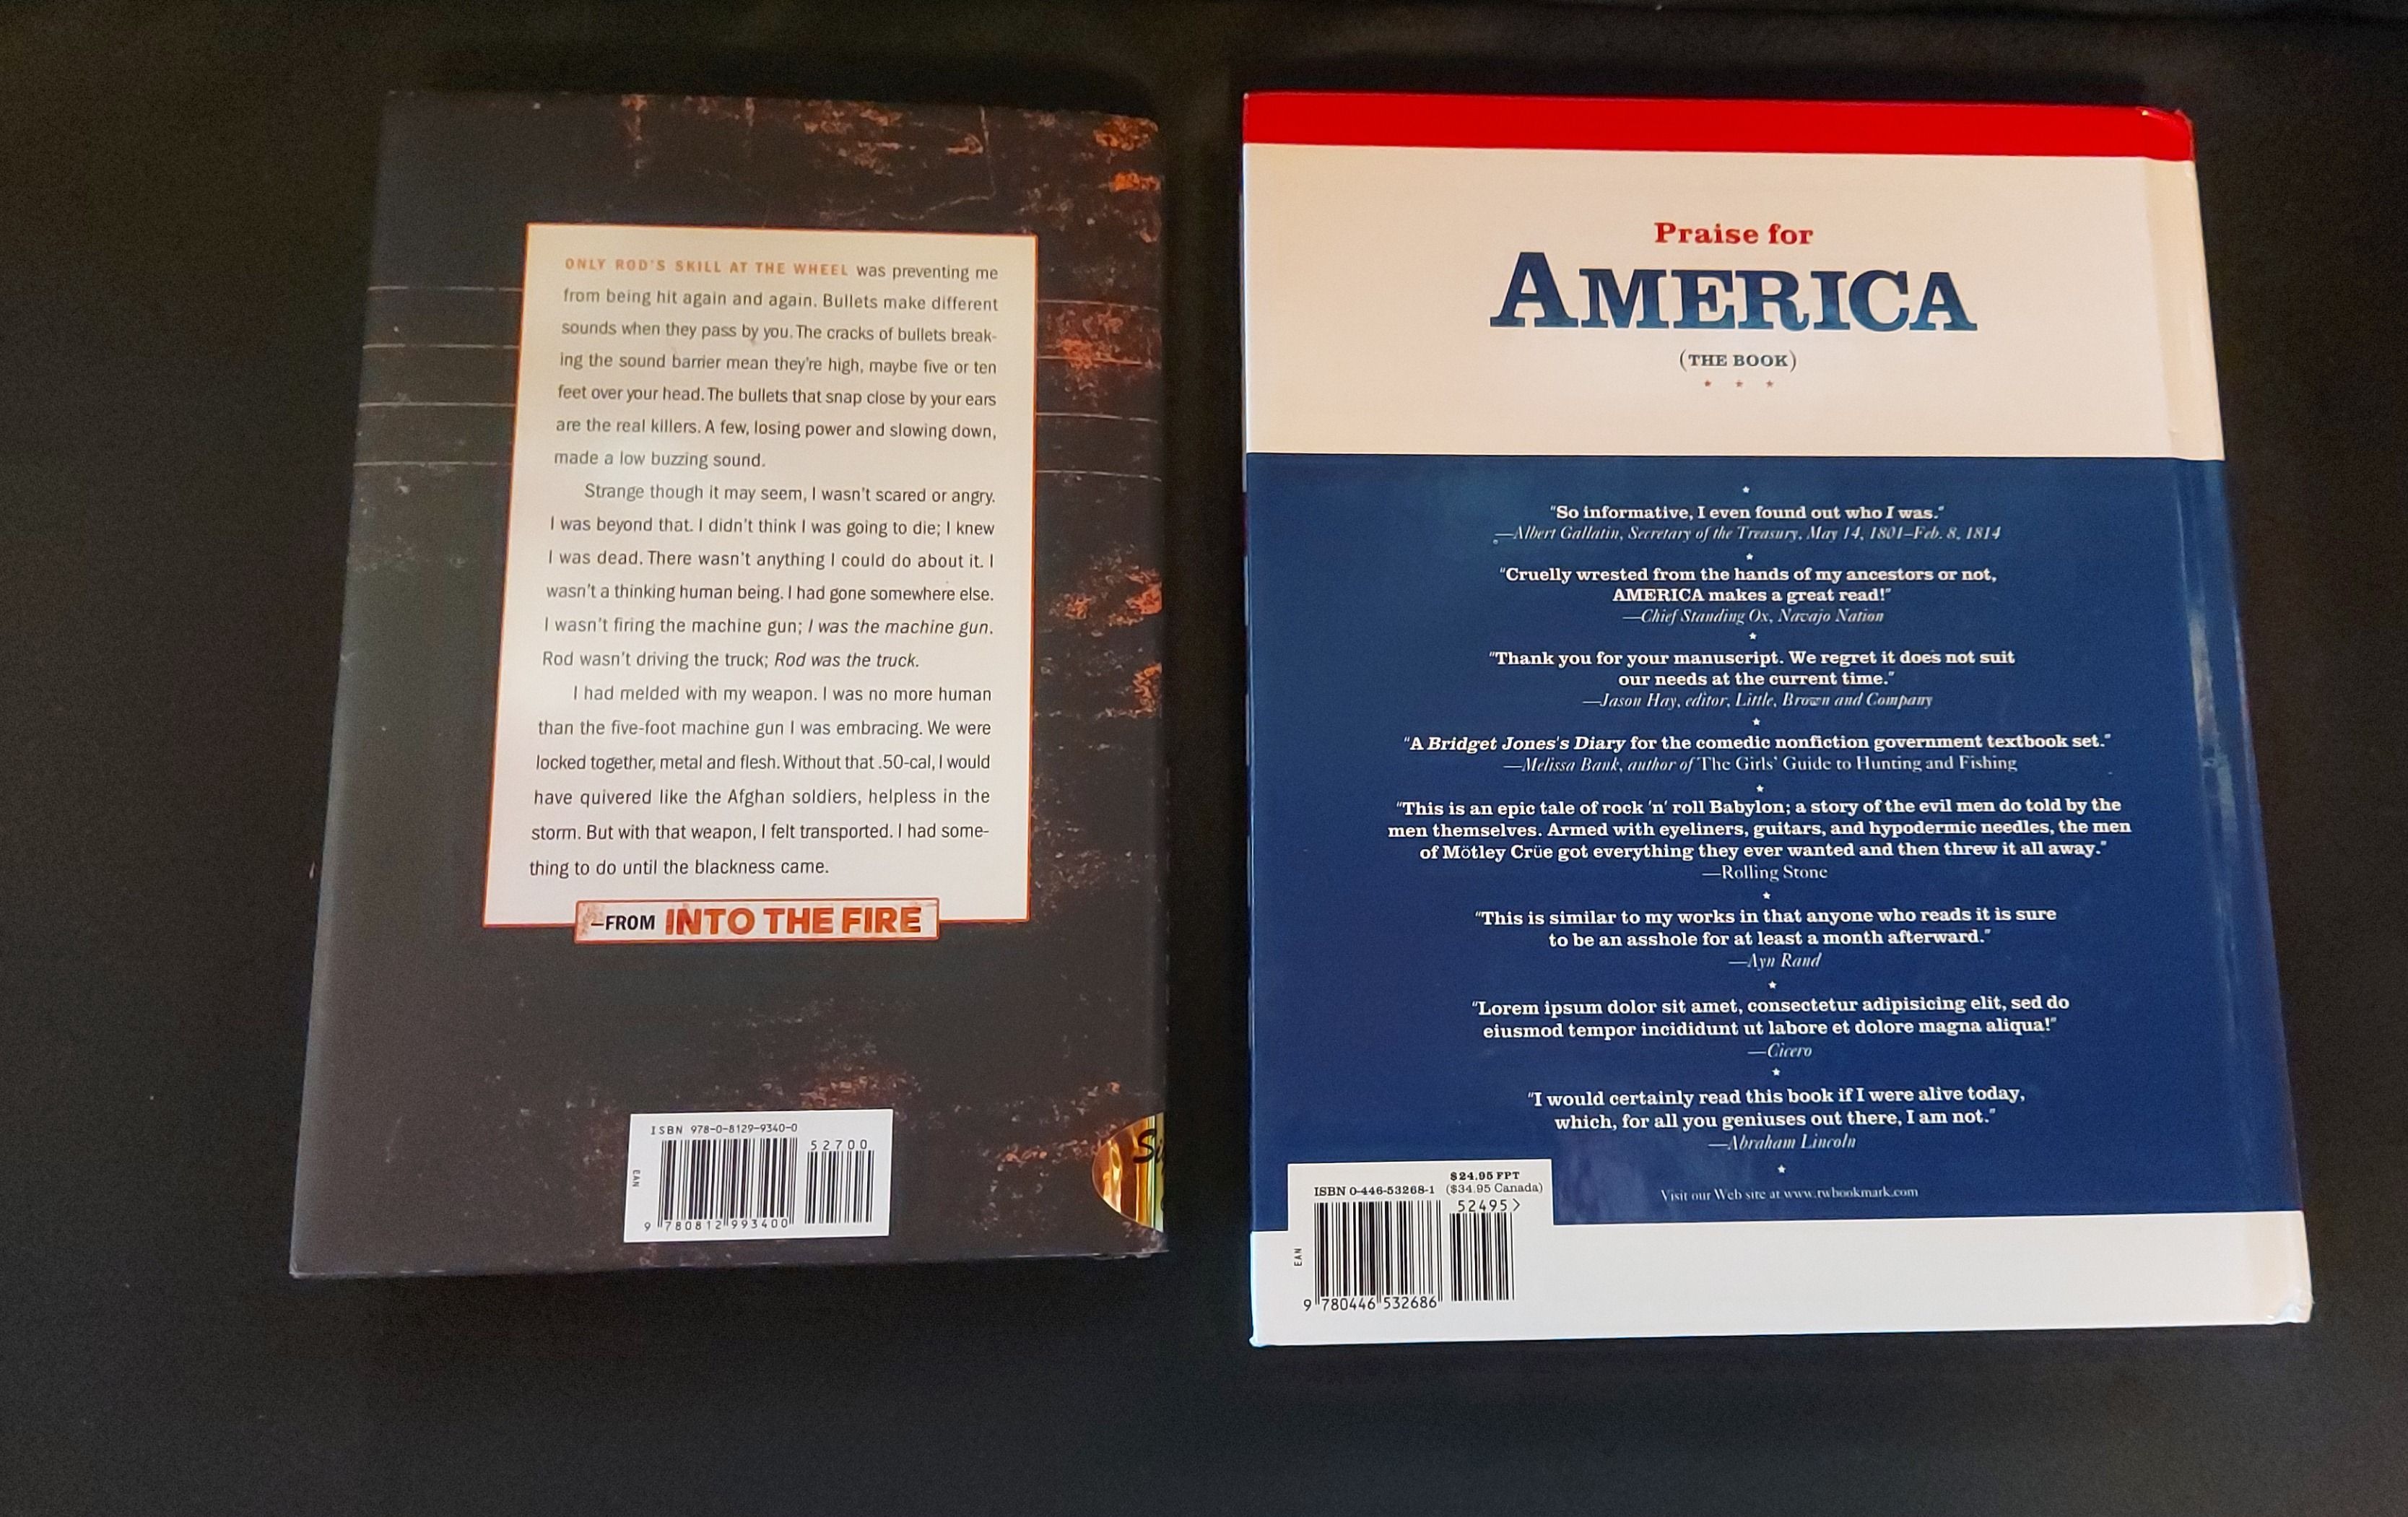 ONLY ROD'S SKILL AT THE WHEEL was preventing me
from being hit again and again. Bullets make different
sounds when they pass by you. The cracks of bullets break-
ing the sound barrier mean they're high, maybe five or ten
feet over your head. The bullets that snap close by your ears
are the real killers. A few, losing power and slowing down,
made a low buzzing sound.
Strange though it may seem, I wasn't scared or angry.
I was beyond that. I didn't think I was going to die; I knew
I was dead. There wasn't anything I could do about it. I
wasn't a thinking human being. I had gone somewhere else.
I wasn't firing the machine gun; I was the machine gun.
Rod wasn't driving the truck; Rod was the truck.
I had melded with my weapon. I was no more human
than the five-foot machine gun I was embracing. We were
locked together, metal and flesh. Without that .50-cal, I would
have quivered like the Afghan soldiers, helpless in the
storm. But with that weapon, I felt transported. I had some-
thing to do until the blackness came.
—FROM INTO THE FIRE
ISBN 978-0-8129-9340-0
52700
EAN
9 780812 993400
Praise for
AMERICA
(THE BOOK)
"So informative, I even found out who I was."
—Albert Gallatin, Secretary of the Treasury, May 14, 1801–Feb. 8, 1814
"Cruelly wrested from the hands of my ancestors or not,
AMERICA makes a great read!"
—Chief Standing Ox, Navajo Nation
"Thank you for your manuscript. We regret it does not suit
our needs at the current time."
—Jason Hay, editor, Little, Brown and Company
"A Bridget Jones's Diary for the comedic nonfiction government textbook set."
—Melissa Bank, author of The Girls' Guide to Hunting and Fishing
"This is an epic tale of rock 'n' roll Babylon; a story of the evil men do told by the
men themselves. Armed with eyeliners, guitars, and hypodermic needles, the men
of Mötley Crüe got everything they ever wanted and then threw it all away."
—Rolling Stone
"This is similar to my works in that anyone who reads it is sure
to be an asshole for at least a month afterward."
—Ayn Rand
"Lorem ipsum dolor sit amet, consectetur adipisicing elit, sed do
eiusmod tempor incididunt ut labore et dolore magna aliqua!"
—Cicero
"I would certainly read this book if I were alive today,
which, for all you geniuses out there, I am not."
—Abraham Lincoln
Visit our Web site at www.twbookmark.com
$24.95 FPT
ISBN 0-446-53268-1 ($34.95 Canada)
52495>
EAN
9 780446 532686